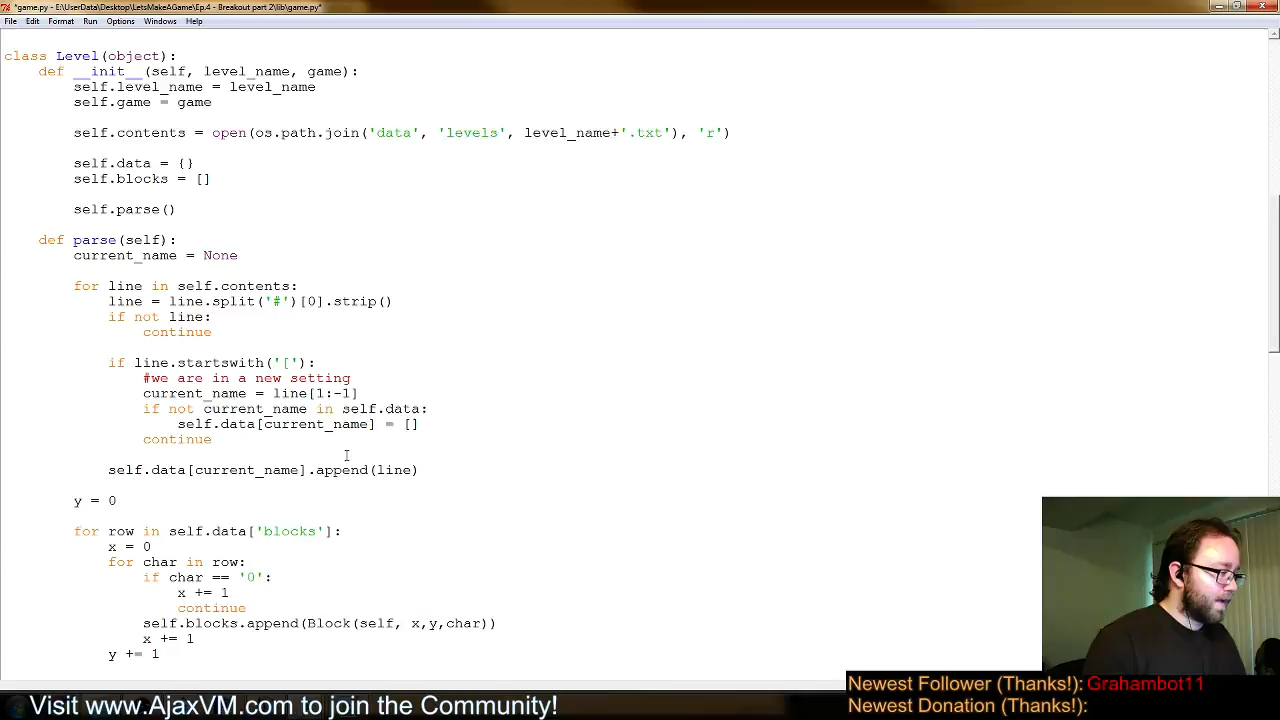 *game.py - E:\UserData\Desktop\LetsMakeAGame\Ep.4 - Breakout part 2\lib\game.py*
File Edit Format Run Options Windows Help
class Level(object):
def __init__(self, level_name, game):
self.level_name = level_name
self.game = game
self.contents = open(os.path.join('data', 'levels', level_name+'.txt'), 'r')
self.data = {}
self.blocks = []
self.parse()
def parse(self):
current_name = None
for line in self.contents:
line = line.split('#')[0].strip()
if not line:
continue
if line.startswith('['):
#we are in a new setting
current_name = line[1:-1]
if not current_name in self.data:
self.data[current_name] = []
continue
self.data[current_name].append(line)
y = 0
for row in self.data['blocks']:
x = 0
for char in row:
if char == '0':
x += 1
continue
self.blocks.append(Block(self, x,y,char))
x += 1
y += 1
Newest Follower (Thanks!): Grahambot11
Visit www.AjaxVM.com to join the Community!
Newest Donation (Thanks!):